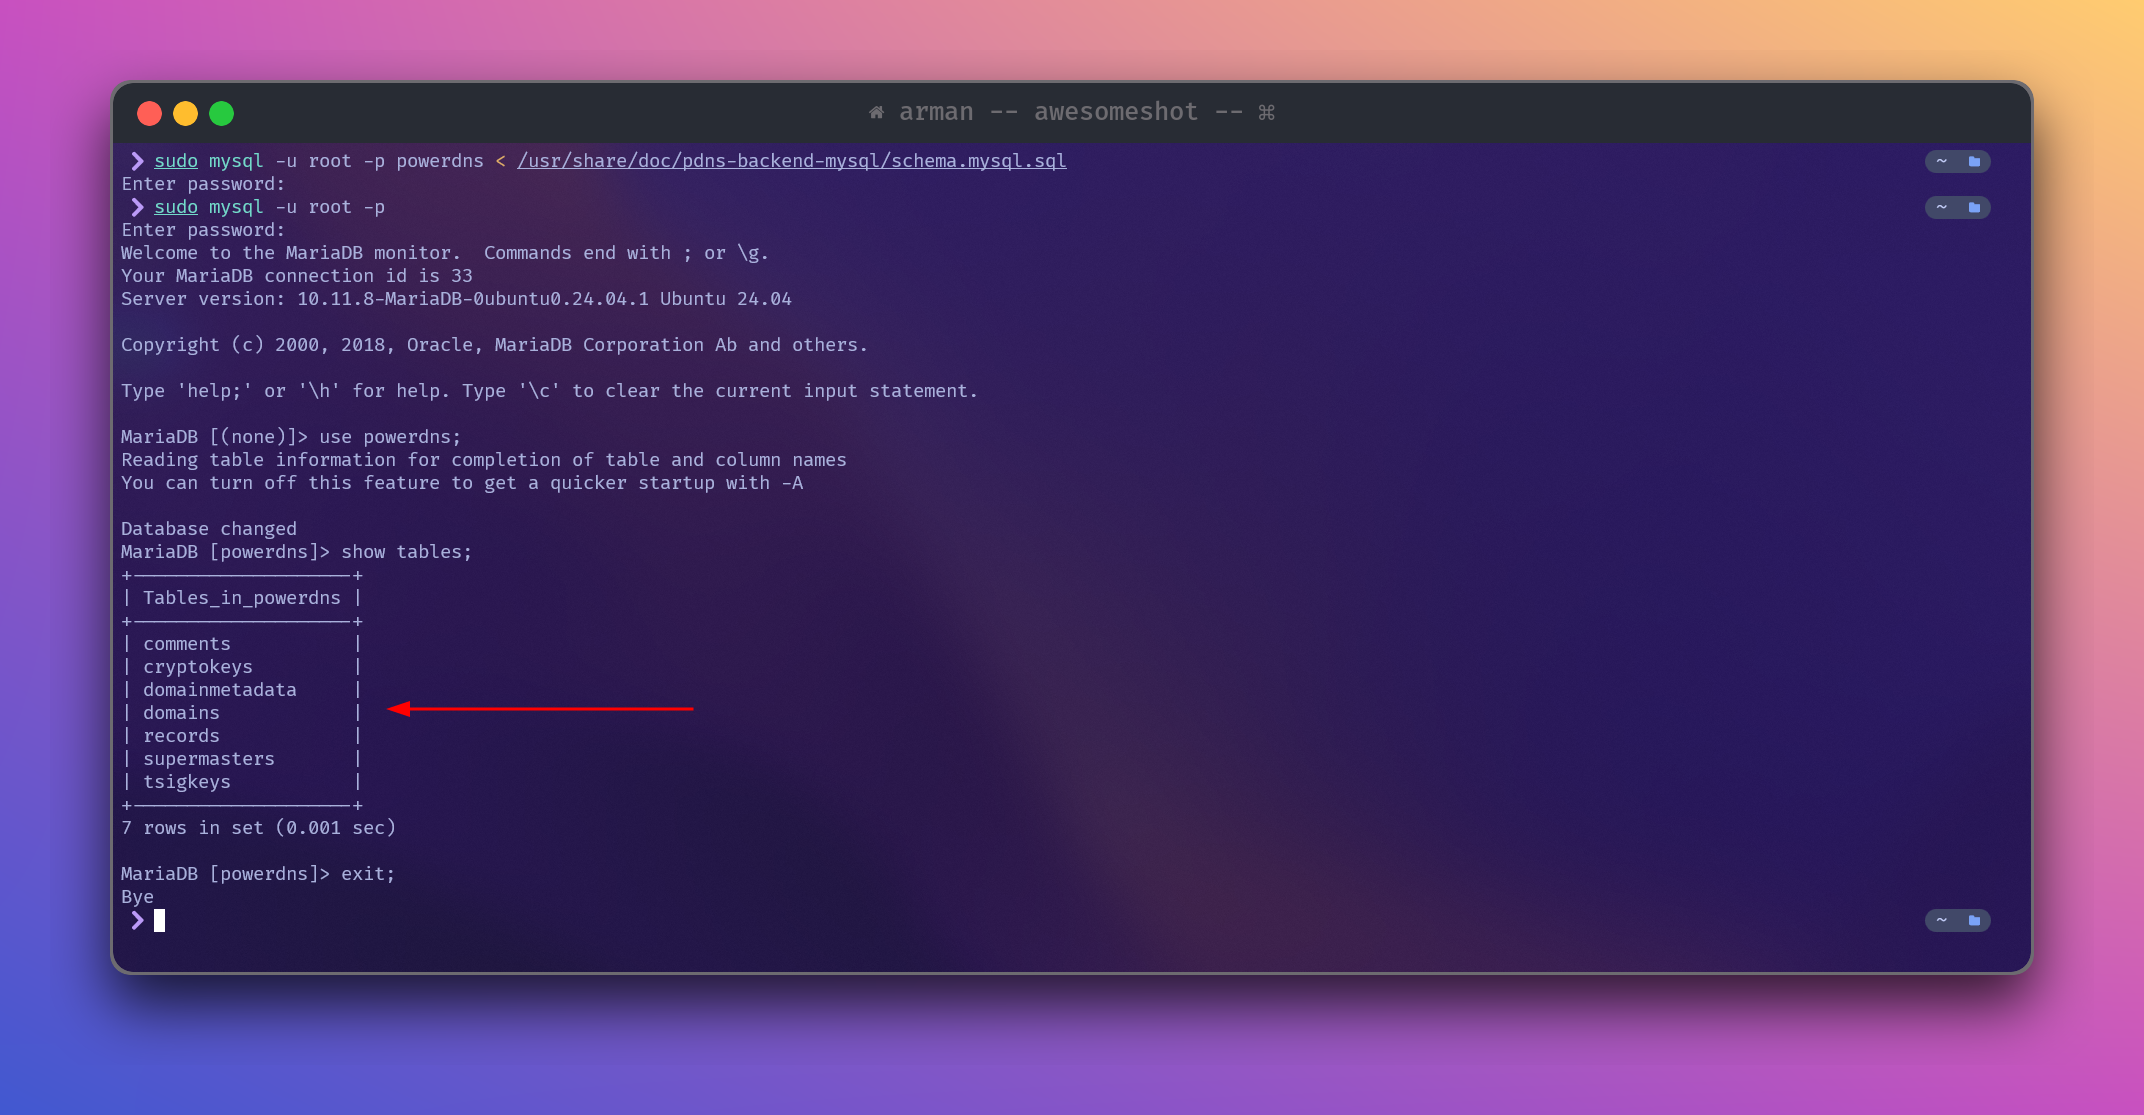 arman -- awesomeshot -- ⌘
❯ sudo mysql -u root -p powerdns < /usr/share/doc/pdns-backend-mysql/schema.mysql.sql ~
Enter password:
❯ sudo mysql -u root -p ~
Enter password:
Welcome to the MariaDB monitor.  Commands end with ; or \g.
Your MariaDB connection id is 33
Server version: 10.11.8-MariaDB-0ubuntu0.24.04.1 Ubuntu 24.04
Copyright (c) 2000, 2018, Oracle, MariaDB Corporation Ab and others.
Type 'help;' or '\h' for help. Type '\c' to clear the current input statement.
MariaDB [(none)]> use powerdns;
Reading table information for completion of table and column names
You can turn off this feature to get a quicker startup with -A
Database changed
MariaDB [powerdns]> show tables;
+--------------------+
| Tables_in_powerdns |
+--------------------+
| comments           |
| cryptokeys         |
| domainmetadata     |
| domains            |
| records            |
| supermasters       |
| tsigkeys           |
+--------------------+
7 rows in set (0.001 sec)
MariaDB [powerdns]> exit;
Bye
❯ ~